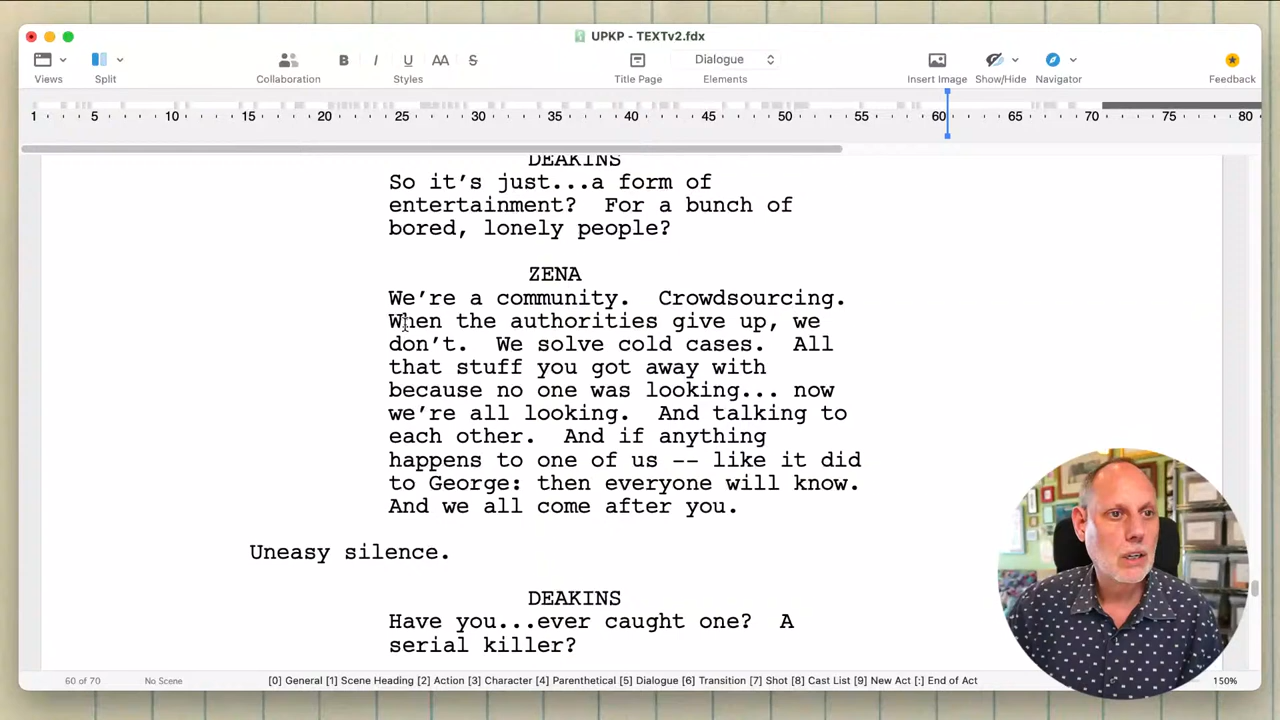 UPKP - TEXTv2.fdx
B I U AA S Dialogue
Views Split Collaboration Styles Title Page Elements Insert Image Show/Hide Navigator Feedback
1 5 10 15 20 25 30 35 40 45 50 55 60 65 70 75 80
DEAKINS
So it’s just...a form of
entertainment?  For a bunch of
bored, lonely people?
ZENA
We’re a community.  Crowdsourcing.
When the authorities give up, we
don’t.  We solve cold cases.  All
that stuff you got away with
because no one was looking... now
we’re all looking.  And talking to
each other.  And if anything
happens to one of us -- like it did
to George: then everyone will know.
And we all come after you.
Uneasy silence.
DEAKINS
Have you...ever caught one?  A
serial killer?
60 of 70 No Scene [0] General [1] Scene Heading [2] Action [3] Character [4] Parenthetical [5] Dialogue [6] Transition [7] Shot [8] Cast List [9] New Act [:] End of Act 150%